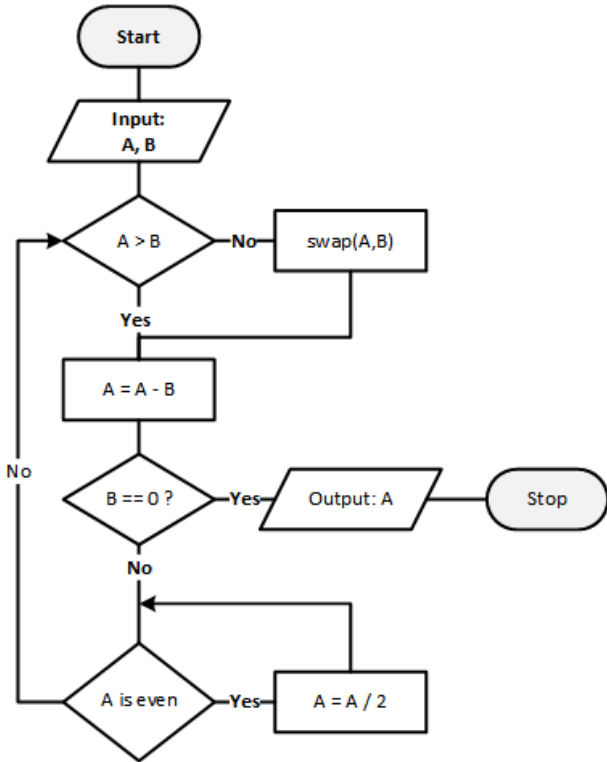 Start
Input:
A, B
A > B
No
swap(A,B)
Yes
A = A - B
No
B == 0 ?
Yes
Output: A
Stop
No
A is even
Yes
A = A / 2